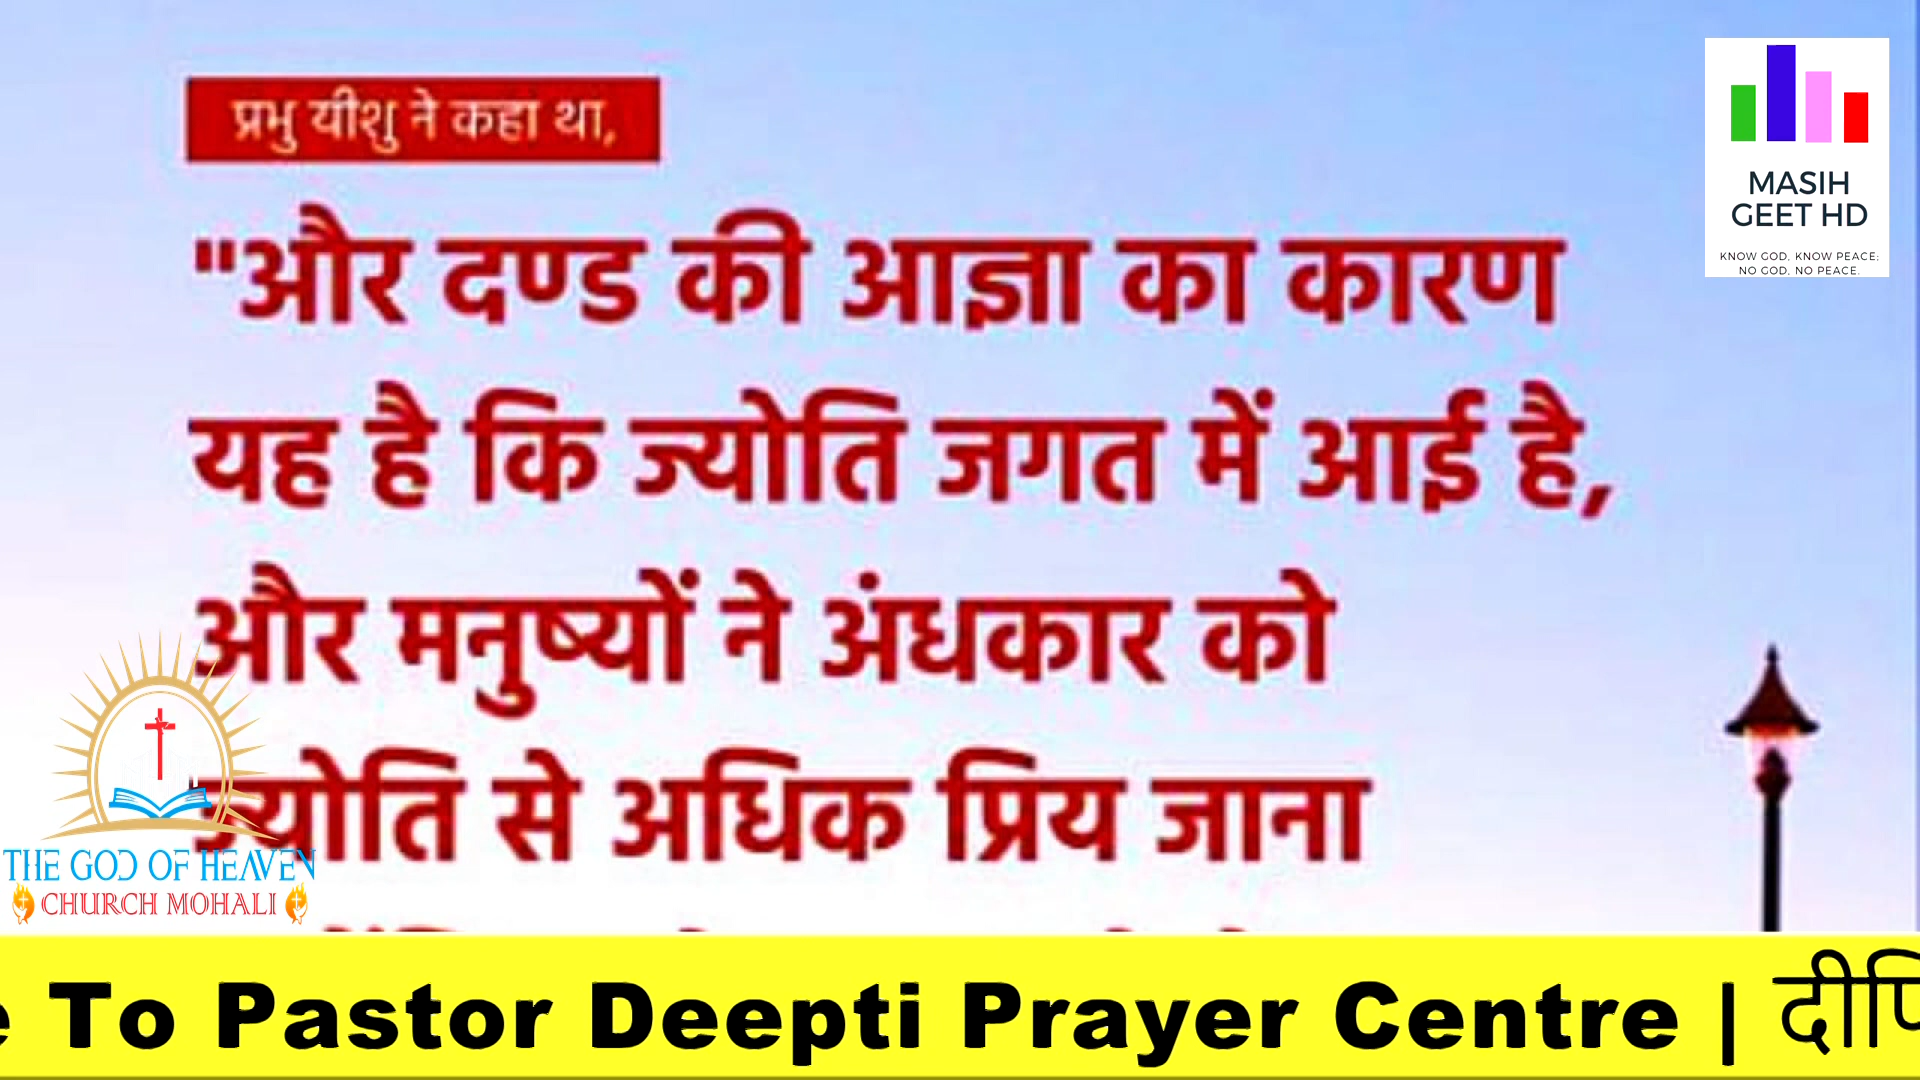 प्रभु यीशु ने कहा था,
"और दण्ड की आज्ञा का कारण
यह है कि ज्योति जगत में आई है,
और मनुष्यों ने अंधकार को
ज्योति से अधिक प्रिय जाना
MASIH
GEET HD
KNOW GOD, KNOW PEACE;
NO GOD, NO PEACE.
THE GOD OF HEAVEN
CHURCH MOHALI
To Pastor Deepti Prayer Centre |